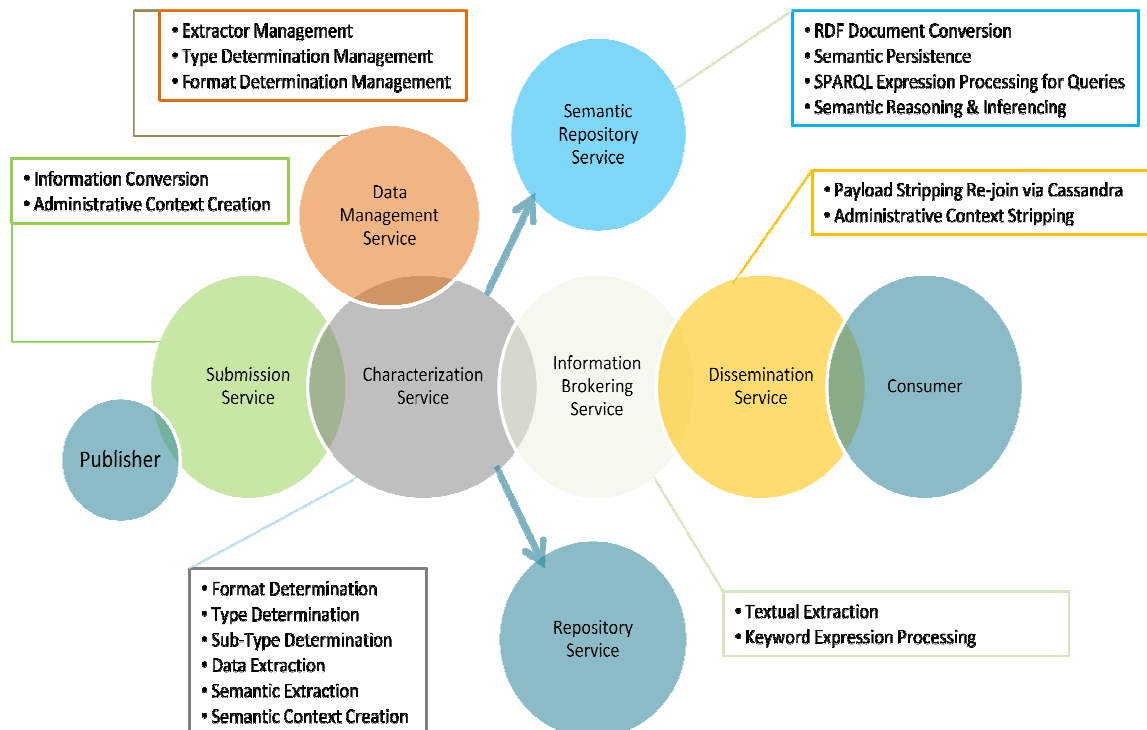 • Extractor Management
• Type Determination Management
• Format Determination Management
• RDF Document Conversion
• Semantic Persistence
• SPARQL Expression Processing for Queries
• Semantic Reasoning & Inferencing
Semantic
Repository
Service
• Information Conversion
• Administrative Context Creation
Data
Management
Service
• Payload Stripping Re-join via Cassandra
• Administrative Context Stripping
Submission
Service
Characterization
Service
Information
Brokering
Service
Dissemination
Service
Consumer
Publisher
• Format Determination
• Type Determination
• Sub-Type Determination
• Data Extraction
• Semantic Extraction
• Semantic Context Creation
Repository
Service
• Textual Extraction
• Keyword Expression Processing